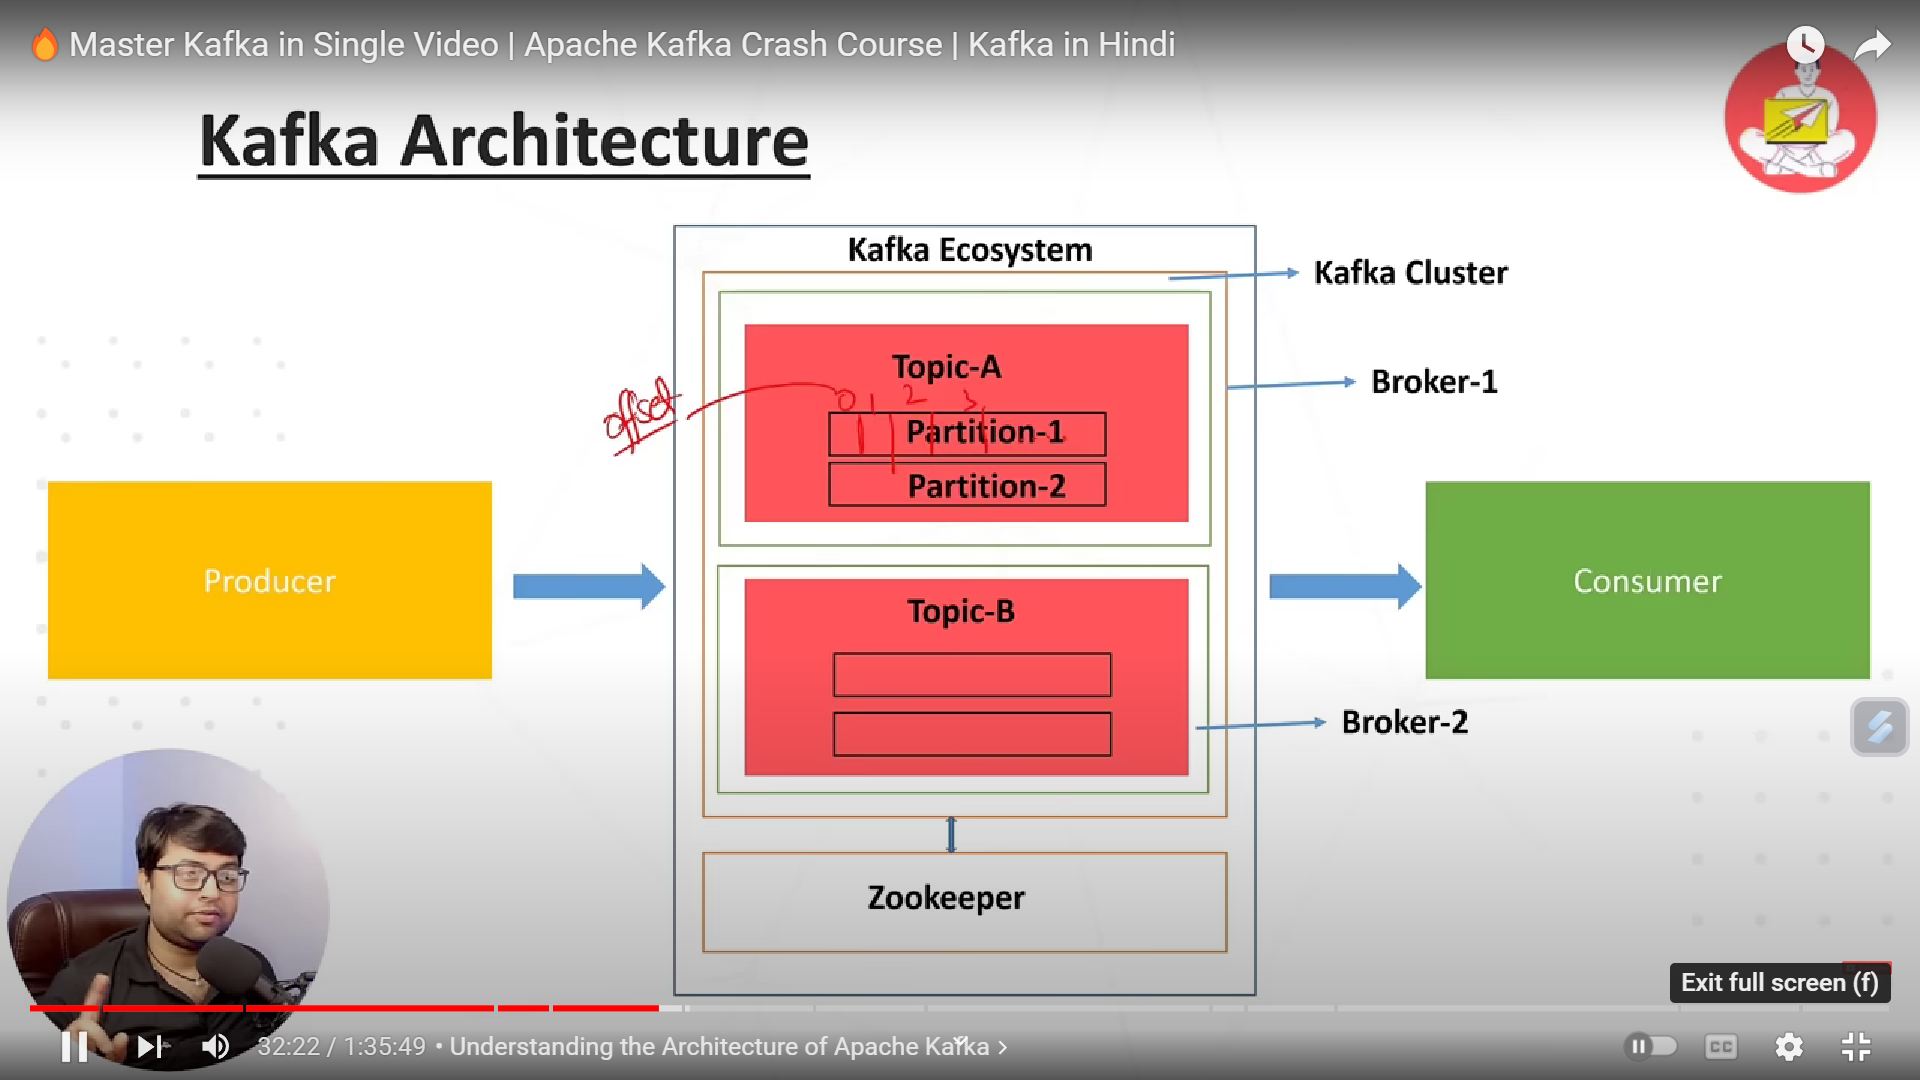 🔥 Master Kafka in Single Video | Apache Kafka Crash Course | Kafka in Hindi
Kafka Architecture
Kafka Ecosystem
Kafka Cluster
Topic-A
Broker-1
offset
0 1 2 3
Partition-1
Partition-2
Producer
Consumer
Topic-B
Broker-2
Zookeeper
Exit full screen (f)
32:22 / 1:35:49 • Understanding the Architecture of Apache Kafka >
CC